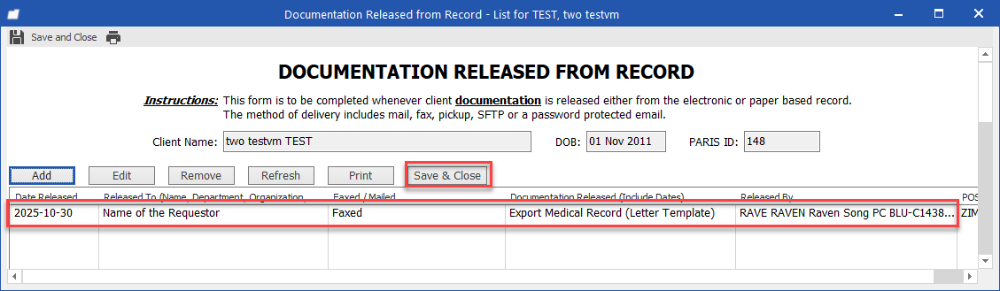 Documentation Released from Record - List for TEST, two testvm
Save and Close
DOCUMENTATION RELEASED FROM RECORD
Instructions: This form is to be completed whenever client documentation is released either from the electronic or paper based record.
The method of delivery includes mail, fax, pickup, SFTP or a password protected email.
Client Name: two testvm TEST DOB: 01 Nov 2011 PARIS ID: 148
Add Edit Remove Refresh Print Save & Close
Date Released Released To (Name, Department, Organization, Faxed / Mailed Documentation Released (Include Dates) Released By POS
2025-10-30 Name of the Requestor Faxed Export Medical Record (Letter Template) RAVE RAVEN Raven Song PC BLU-C1438... ZIM